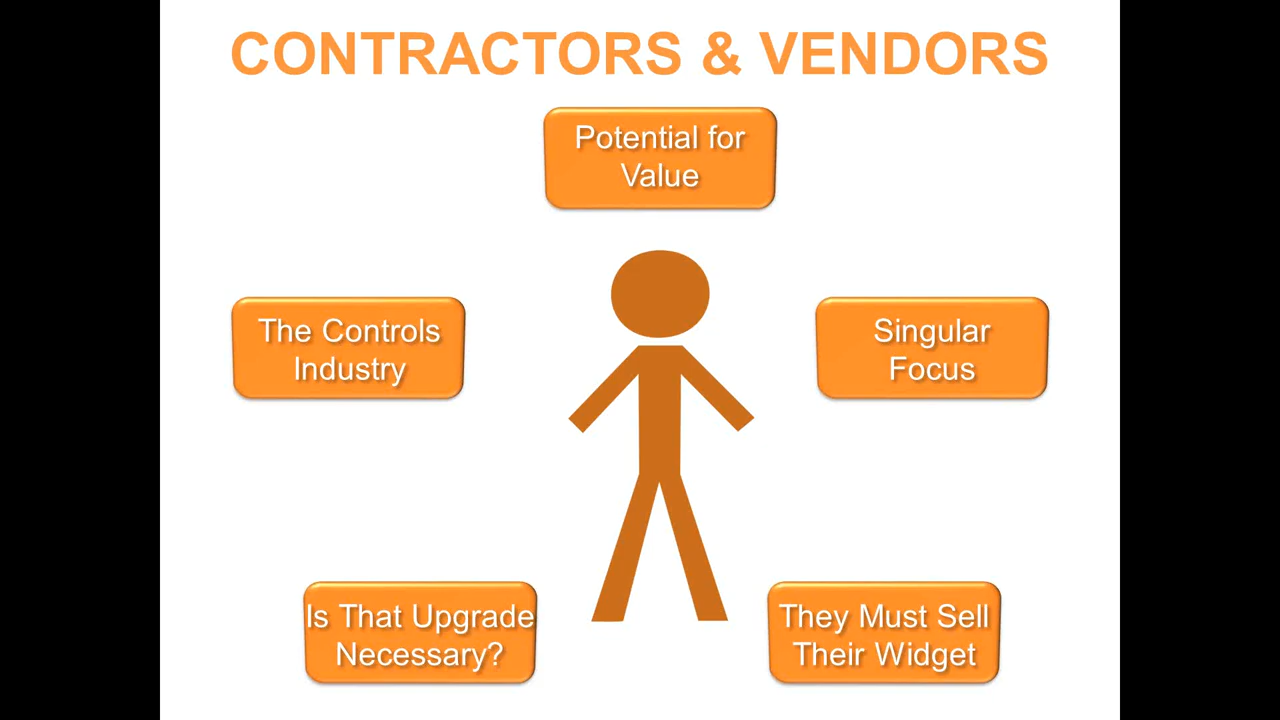 CONTRACTORS & VENDORS
Potential for
Value
The Controls
Industry
Singular
Focus
Is That Upgrade
Necessary?
They Must Sell
Their Widget